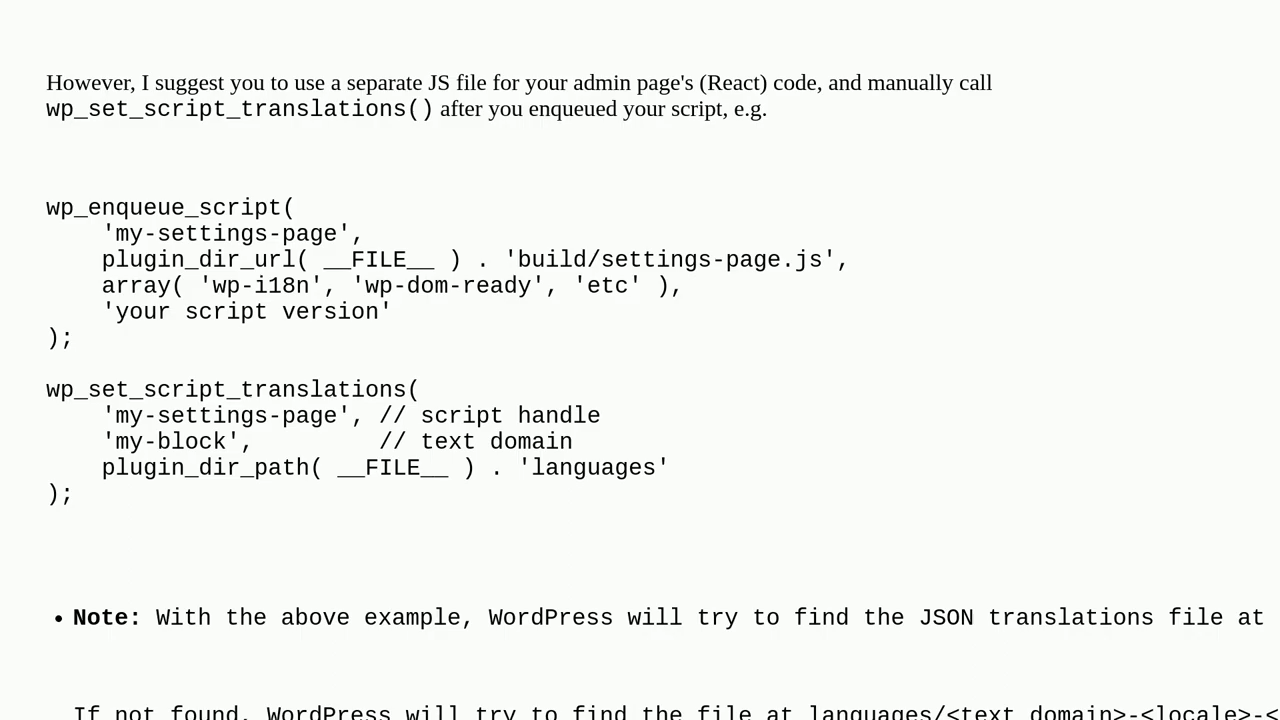 However, I suggest you to use a separate JS file for your admin page's (React) code, and manually call
wp_set_script_translations() after you enqueued your script, e.g.
wp_enqueue_script(
    'my-settings-page',
    plugin_dir_url( __FILE__ ) . 'build/settings-page.js',
    array( 'wp-i18n', 'wp-dom-ready', 'etc' ),
    'your script version'
);
wp_set_script_translations(
    'my-settings-page', // script handle
    'my-block',         // text domain
    plugin_dir_path( __FILE__ ) . 'languages'
);
• Note: With the above example, WordPress will try to find the JSON translations file at
If not found, WordPress will try to find the file at languages/<text domain>-<locale>-<